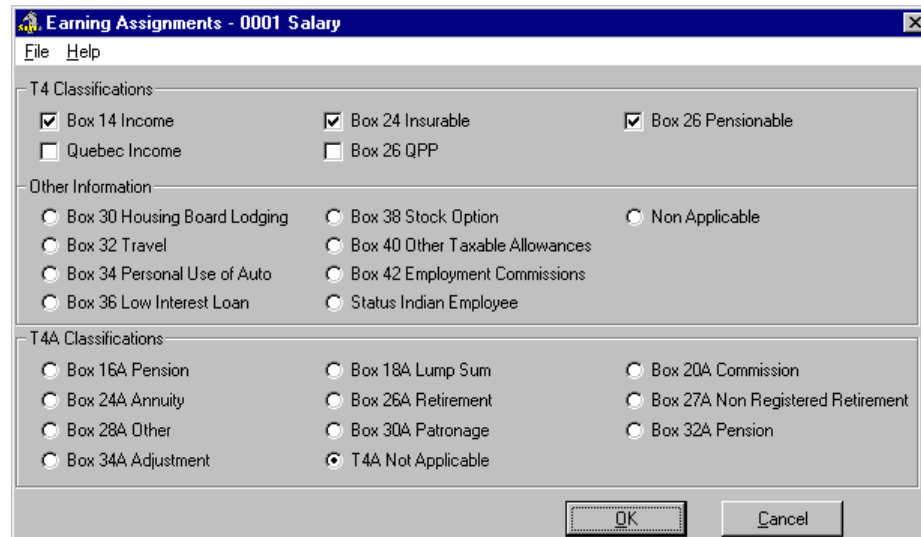 Earning Assignments - 0001 Salary
File Help
T4 Classifications
Box 14 Income Box 24 Insurable Box 26 Pensionable
Quebec Income Box 26 QPP
Other Information
Box 30 Housing Board Lodging Box 38 Stock Option Non Applicable
Box 32 Travel Box 40 Other Taxable Allowances
Box 34 Personal Use of Auto Box 42 Employment Commissions
Box 36 Low Interest Loan Status Indian Employee
T4A Classifications
Box 16A Pension Box 18A Lump Sum Box 20A Commission
Box 24A Annuity Box 26A Retirement Box 27A Non Registered Retirement
Box 28A Other Box 30A Patronage Box 32A Pension
Box 34A Adjustment T4A Not Applicable
OK Cancel